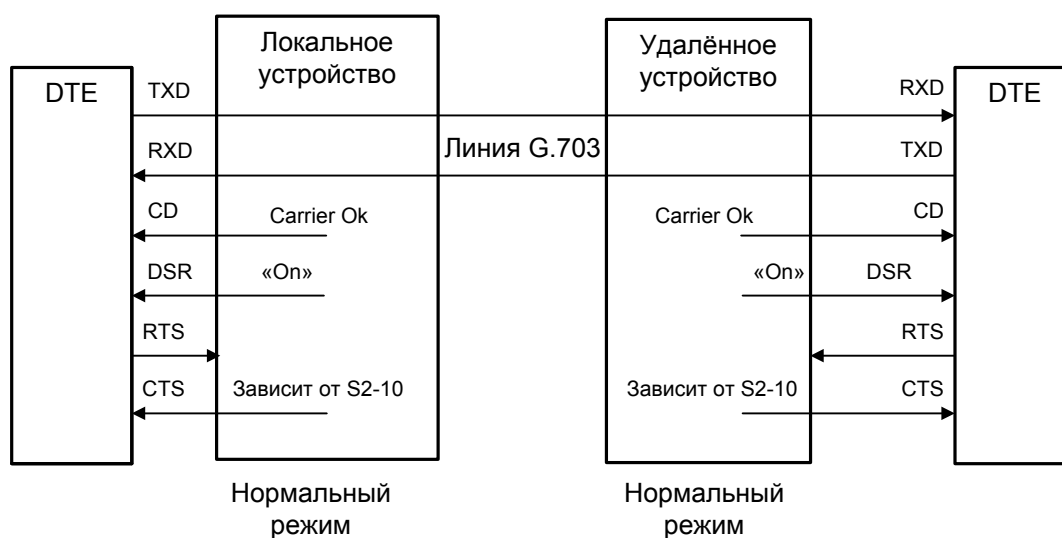 Локальное
устройство
Удалённое
устройство
DTE
TXD
RXD
DTE
RXD
Линия G.703
TXD
CD
Carrier Ok
Carrier Ok
CD
DSR
«On»
«On»
DSR
RTS
RTS
CTS
Зависит от S2-10
Зависит от S2-10
CTS
Нормальный
режим
Нормальный
режим